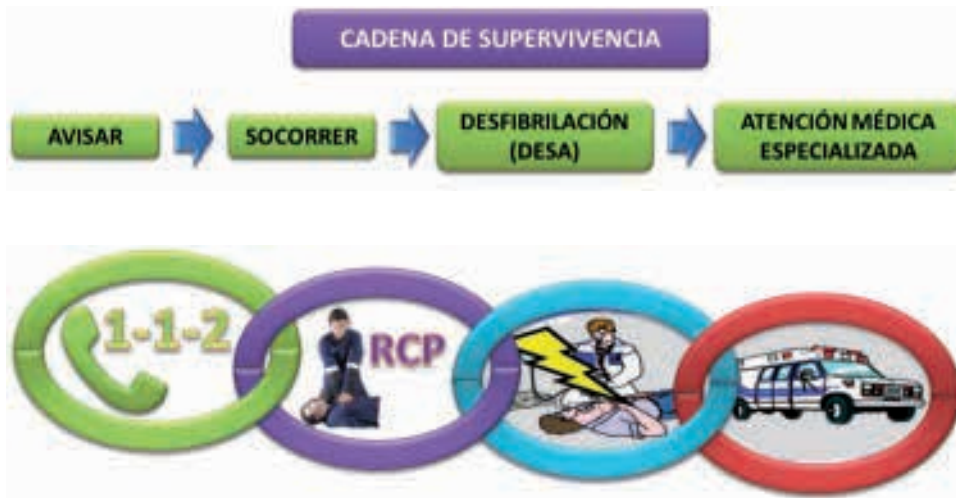 CADENA DE SUPERVIVENCIA
AVISAR
SOCORRER
DESFIBRILACIÓN
(DESA)
ATENCIÓN MÉDICA
ESPECIALIZADA
1-1-2
RCP